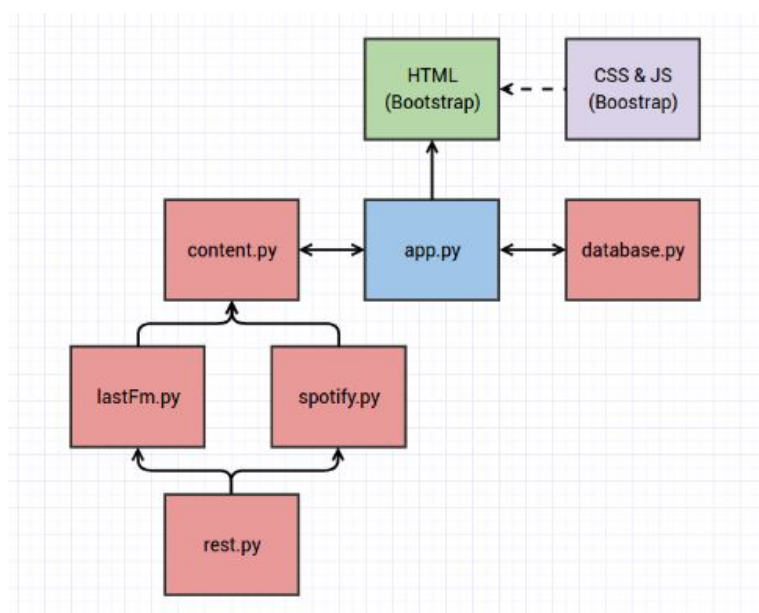 HTML
(Bootstrap)
CSS & JS
(Boostrap)
content.py
app.py
database.py
lastFm.py
spotify.py
rest.py